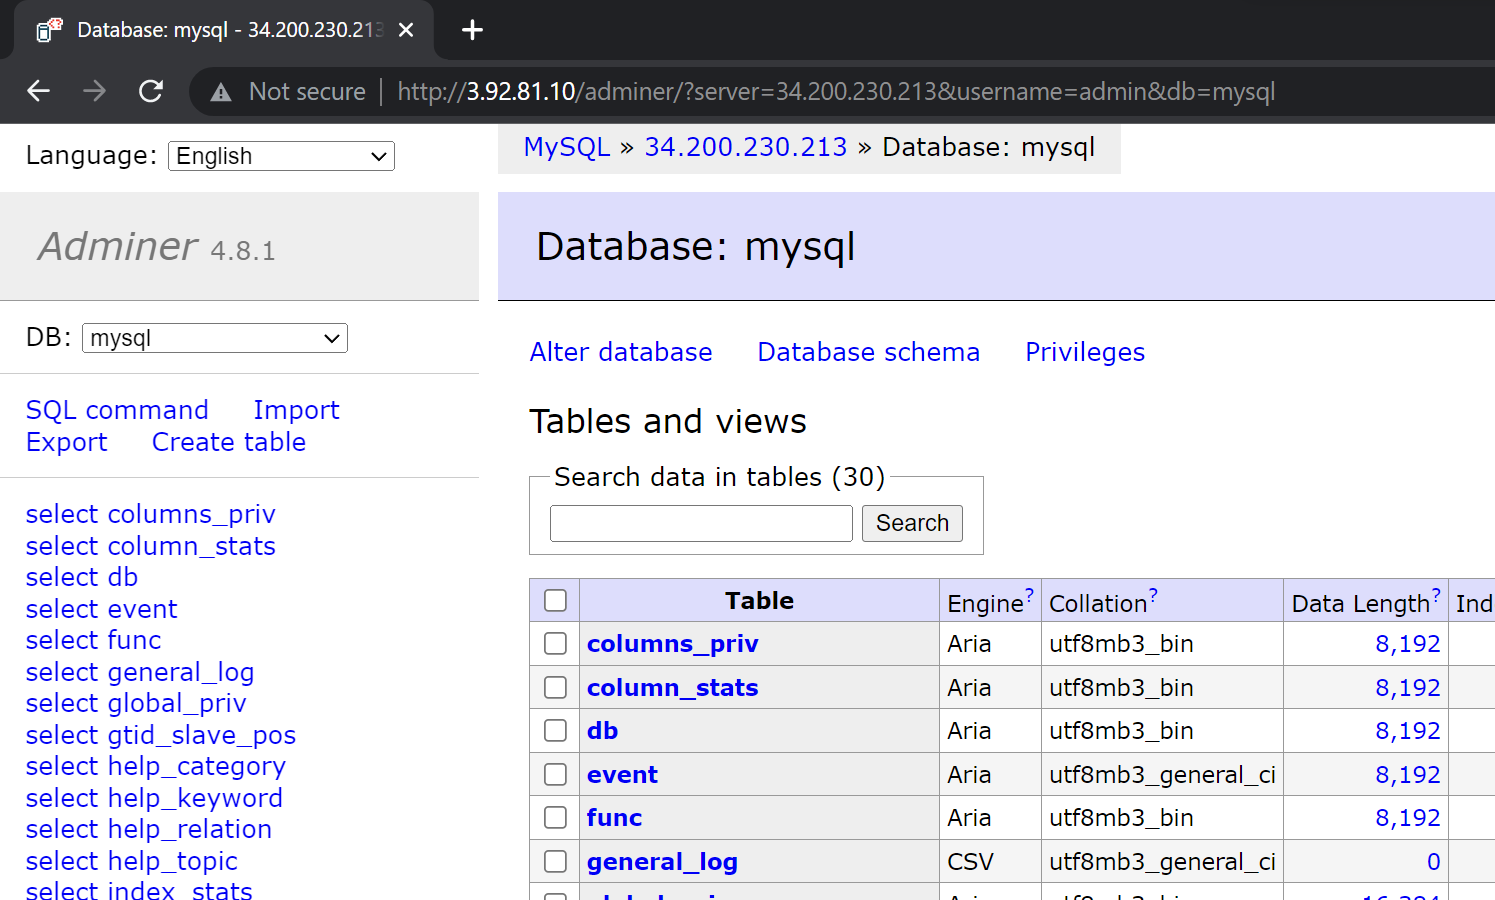 Database: mysql - 34.200.230.213
Not secure | http://3.92.81.10/adminer/?server=34.200.230.213&username=admin&db=mysql
Language: English
MySQL » 34.200.230.213 » Database: mysql
Adminer 4.8.1
Database: mysql
DB: mysql
Alter database Database schema Privileges
SQL command Import
Export Create table
Tables and views
Search data in tables (30)
Search
select columns_priv
select column_stats
select db
select event
select func
select general_log
select global_priv
select gtid_slave_pos
select help_category
select help_keyword
select help_relation
select help_topic
select index_stats
Table Engine? Collation? Data Length? Ind
columns_priv Aria utf8mb3_bin 8,192
column_stats Aria utf8mb3_bin 8,192
db Aria utf8mb3_bin 8,192
event Aria utf8mb3_general_ci 8,192
func Aria utf8mb3_bin 8,192
general_log CSV utf8mb3_general_ci 0